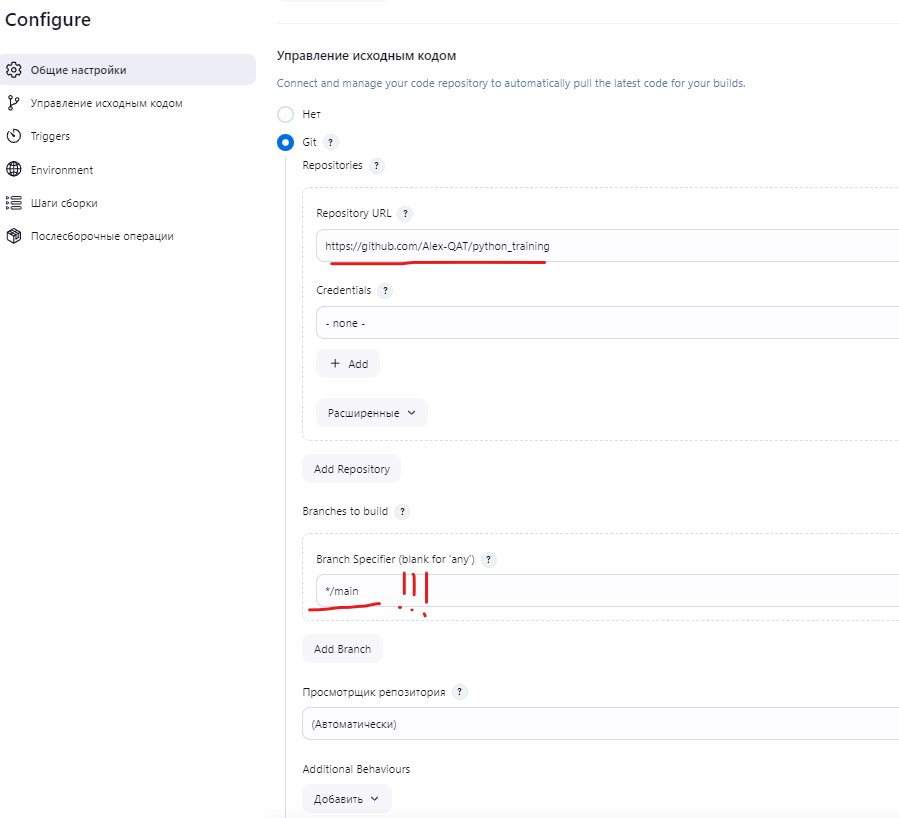 Configure
Общие настройки
Управление исходным кодом
Triggers
Environment
Шаги сборки
Послесборочные операции
Управление исходным кодом
Connect and manage your code repository to automatically pull the latest code for your builds.
Нет
Git ?
Repositories ?
Repository URL ?
https://github.com/Alex-QAT/python_training
Credentials ?
- none -
+ Add
Расширенные
Add Repository
Branches to build ?
Branch Specifier (blank for 'any') ?
*/main !!!
Add Branch
Просмотрщик репозитория ?
(Автоматически)
Additional Behaviours
Добавить